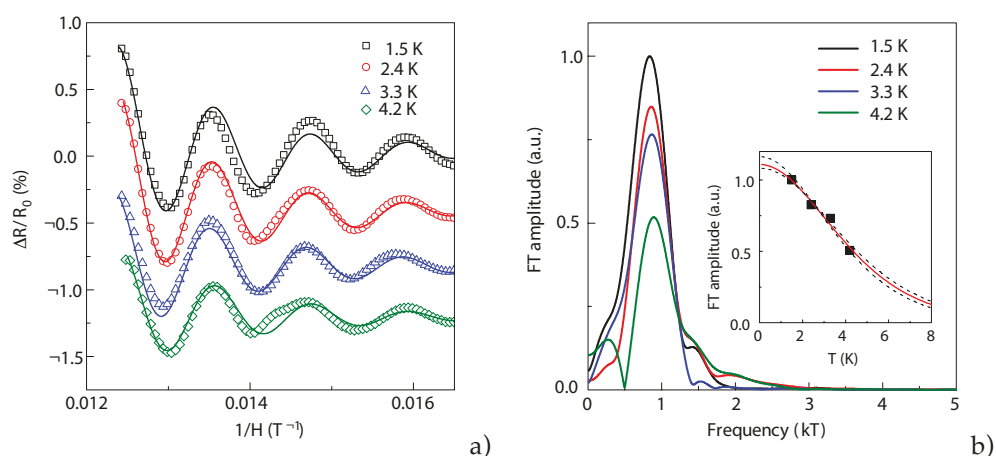 1.0
0.5
0.0
−0.5
−1.0
−1.5
ΔR/ R₀ (%)
0.012
0.014
0.016
1/H (T⁻¹)
1.5 K
2.4 K
3.3 K
4.2 K
a)
1.0
0.5
0.0
FT amplitude (a.u.)
0
1
2
3
4
5
Frequency (kT)
1.5 K
2.4 K
3.3 K
4.2 K
1.0
0.5
0.0
FT amplitude (a.u)
0
2
4
6
8
T (K)
b)